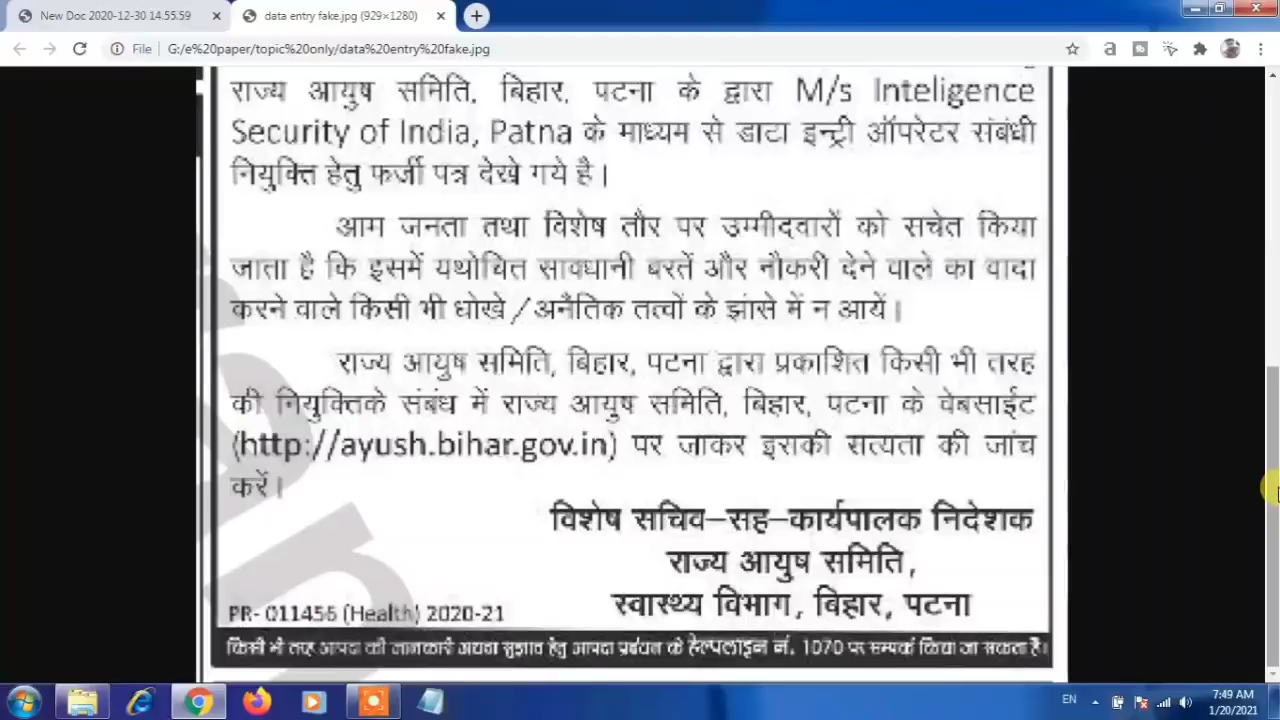 New Doc 2020-12-30 14.55.59
data entry fake.jpg (929×1280)
File | G:/e%20paper/topic%20only/data%20entry%20fake.jpg
राज्य आयुष समिति, बिहार, पटना के द्वारा M/s Inteligence
Security of India, Patna के माध्यम से डाटा इन्ट्री ऑपरेटर संबंधी
नियुक्ति हेतु फर्जी पत्र देखे गये है।
आम जनता तथा विशेष तौर पर उम्मीदवारों को सचेत किया
जाता है कि इसमें यथोचित सावधानी बरतें और नौकरी देने वाले का वादा
करने वाले किसी भी धोखे/अनैतिक तत्वों के झांसे में न आयें।
राज्य आयुष समिति, बिहार, पटना द्वारा प्रकाशित किसी भी तरह
की नियुक्तिके संबंध में राज्य आयुष समिति, बिहार, पटना के वेबसाईट
(http://ayush.bihar.gov.in) पर जाकर इसकी सत्यता की जांच
करें।
विशेष सचिव–सह–कार्यपालक निदेशक
राज्य आयुष समिति,
स्वास्थ्य विभाग, बिहार, पटना
PR- 011456 (Health) 2020-21
किसी भी तरह आपदा की जानकारी अथवा सुझाव हेतु आपदा प्रबंधन के हेल्पलाइन नं. 1070 पर सम्पर्क किया जा सकता है।
EN
7:49 AM
1/20/2021